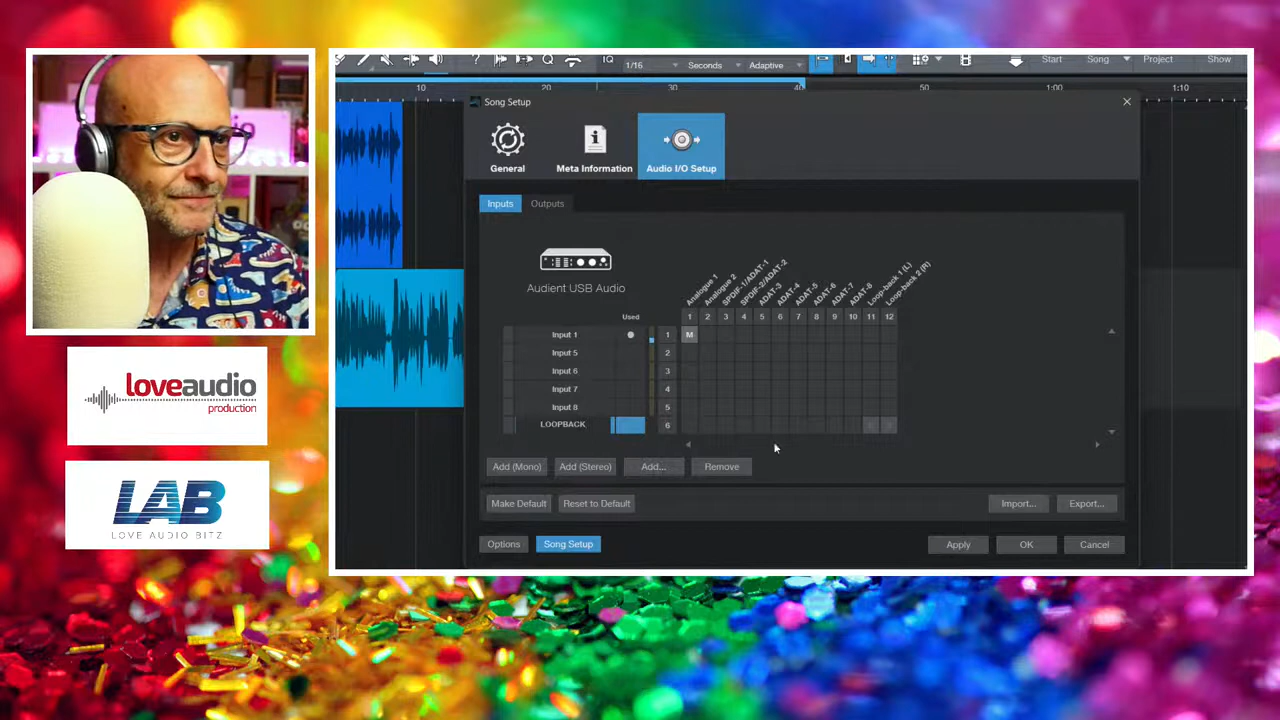 IQ 1/16 Seconds Adaptive Start Song Project Show
10 20 30 40 50 1:00 1:10
Song Setup
General
Meta Information
Audio I/O Setup
Inputs
Outputs
Audient USB Audio
Analogue 1
Analogue 2
SPDIF-1/ADAT-1
SPDIF-2/ADAT-2
ADAT-3
ADAT-4
ADAT-5
ADAT-6
ADAT-7
ADAT-8
Loop-back 1 (L)
Loop-back 2 (R)
Used 1 2 3 4 5 6 7 8 9 10 11 12
Input 1 1 M
Input 5 2
Input 6 3
Input 7 4
Input 8 5
LOOPBACK 6
Add (Mono) Add (Stereo) Add... Remove
Make Default Reset to Default Import... Export...
Options Song Setup Apply OK Cancel
loveaudio
production
LAB
LOVE AUDIO BITZ